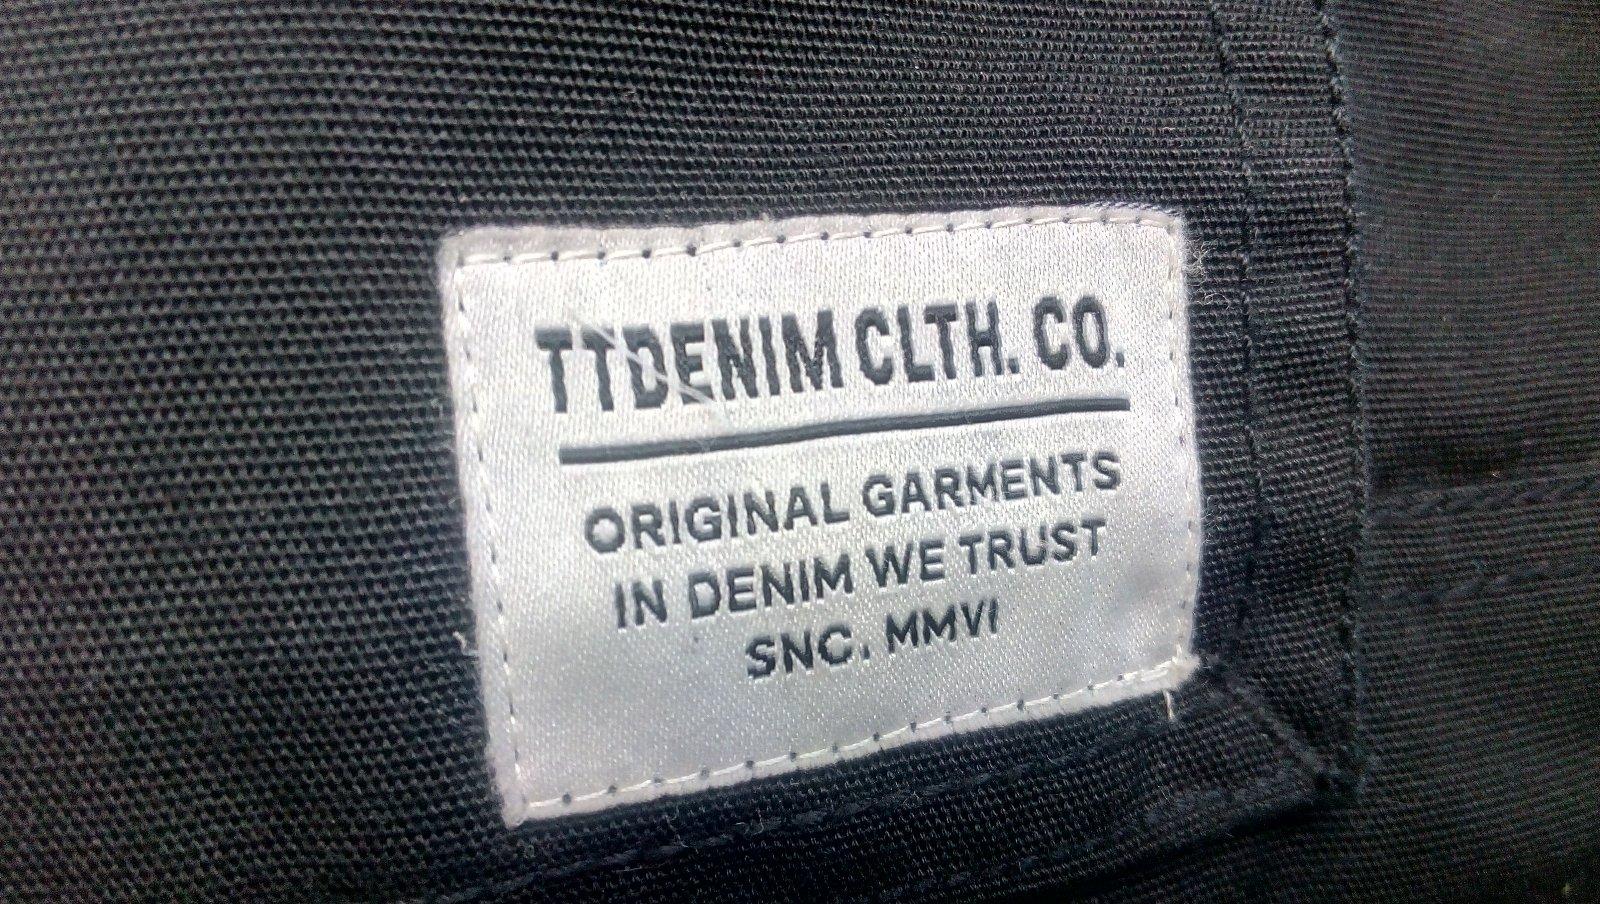 TTDENIM CLTH. CO.
ORIGINAL GARMENTS
IN DENIM WE TRUST
SNC. MMVI